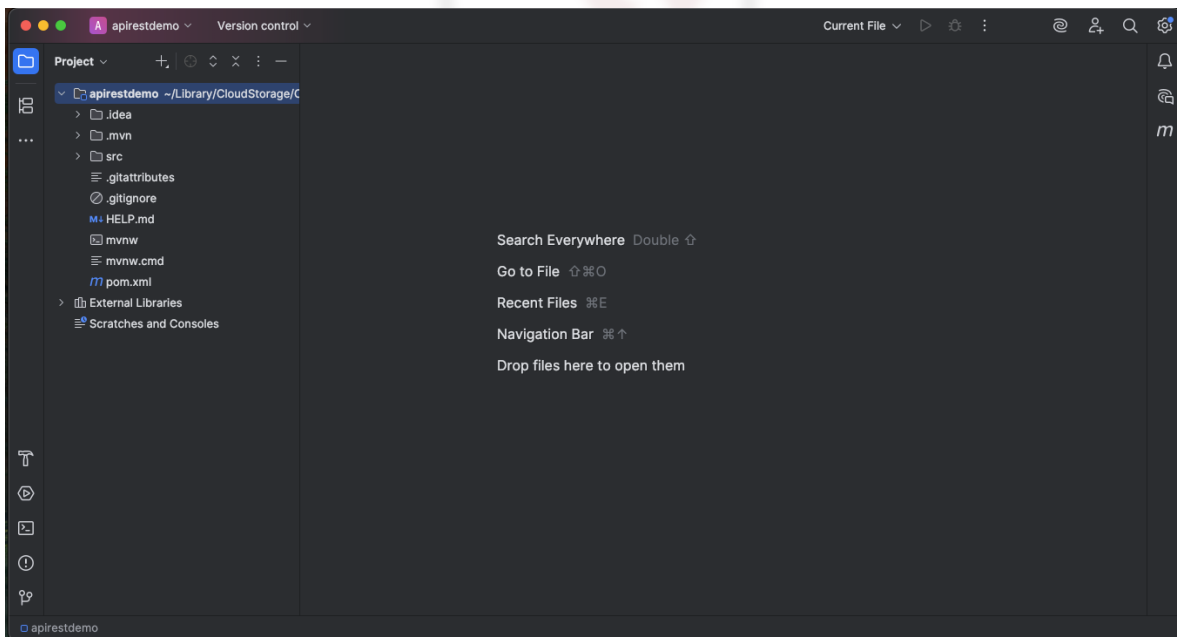 A apirestdemo Version control Current File
Project
apirestdemo ~/Library/CloudStorage/
.idea
.mvn
src
.gitattributes
.gitignore
M↓ HELP.md
mvnw
mvnw.cmd
m pom.xml
External Libraries
Scratches and Consoles
Search Everywhere Double ⇧
Go to File ⇧⌘O
Recent Files ⌘E
Navigation Bar ⌘↑
Drop files here to open them
m
apirestdemo